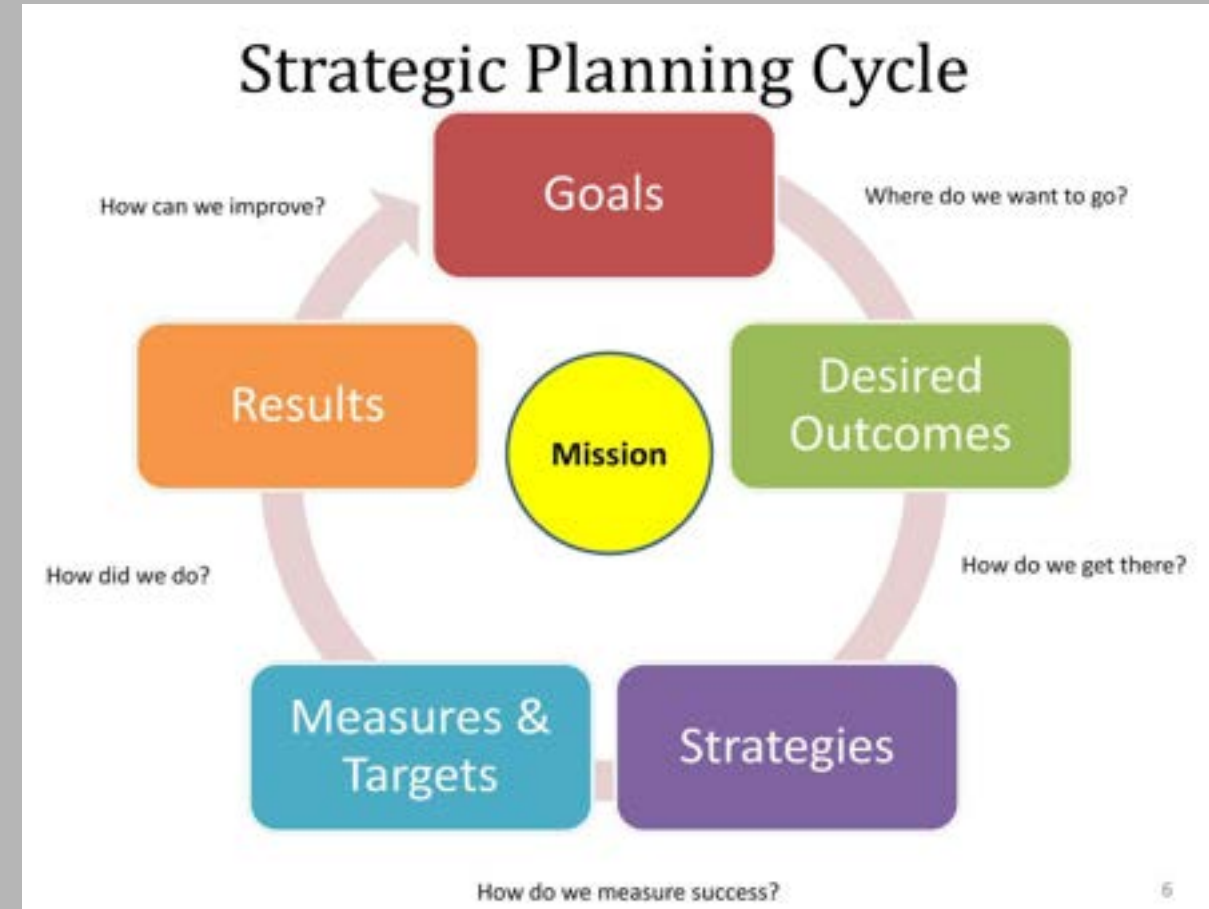 Strategic Planning Cycle
Goals
How can we improve?
Where do we want to go?
Results
Desired
Outcomes
Mission
How did we do?
How do we get there?
Measures &
Targets
Strategies
How do we measure success?
6